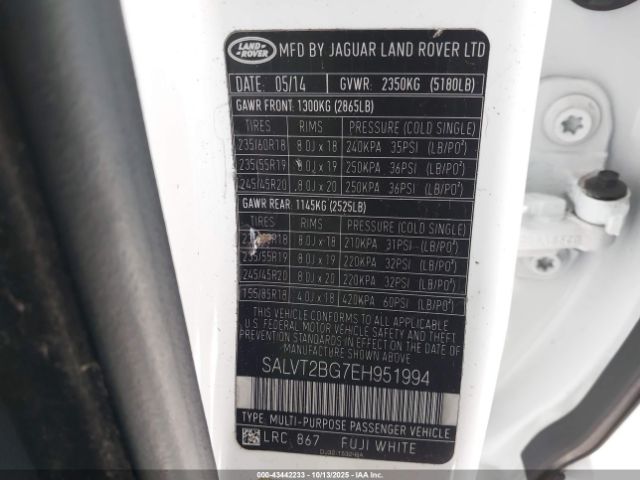 LAND ROVER MFD BY JAGUAR LAND ROVER LTD
DATE: 05/14 GVWR: 2350KG (5180LB)
GAWR FRONT: 1300KG (2865LB)
TIRES RIMS PRESSURE (COLD SINGLE)
235/60R18 8.0J x 18 240KPA 35PSI (LB/PO²)
235/55R19 8.0J x 19 250KPA 36PSI (LB/PO²)
245/45R20 8.0J x 20 250KPA 36PSI (LB/PO²)
GAWR REAR: 1145KG (2525LB)
TIRES RIMS PRESSURE (COLD SINGLE)
8.0J x 18 210KPA 31PSI (LB/PO²)
235/55R19 8.0J x 19 220KPA 32PSI (LB/PO²)
245/45R20 8.0J x 20 220KPA 32PSI (LB/PO²)
155/85R18 4.0J x 18 420KPA 60PSI (LB/PO²)
THIS VEHICLE CONFORMS TO ALL APPLICABLE
U.S. FEDERAL MOTOR VEHICLE SAFETY AND THEFT
PREVENTION STANDARDS IN EFFECT ON THE DATE OF
MANUFACTURE SHOWN ABOVE
SALVT2BG7EH951994
TYPE: MULTI-PURPOSE PASSENGER VEHICLE
LRC 867 FUJI WHITE
© IAA Holdings, LLC
00-43442233 - 10/13/2025 - Copart